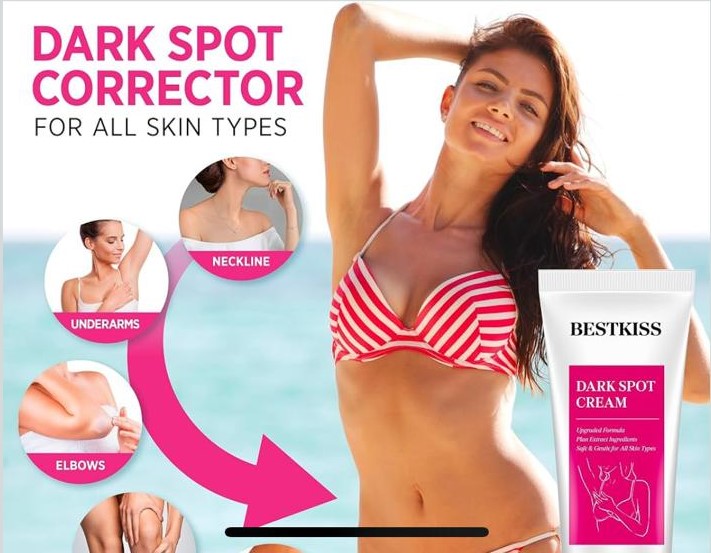 DARK SPOT
CORRECTOR
FOR ALL SKIN TYPES
NECKLINE
UNDERARMS
ELBOWS
BESTKISS
DARK SPOT
CREAM
Upgraded Formula
Plan Extract Ingredients
Safe & Gentle for All Skin Types